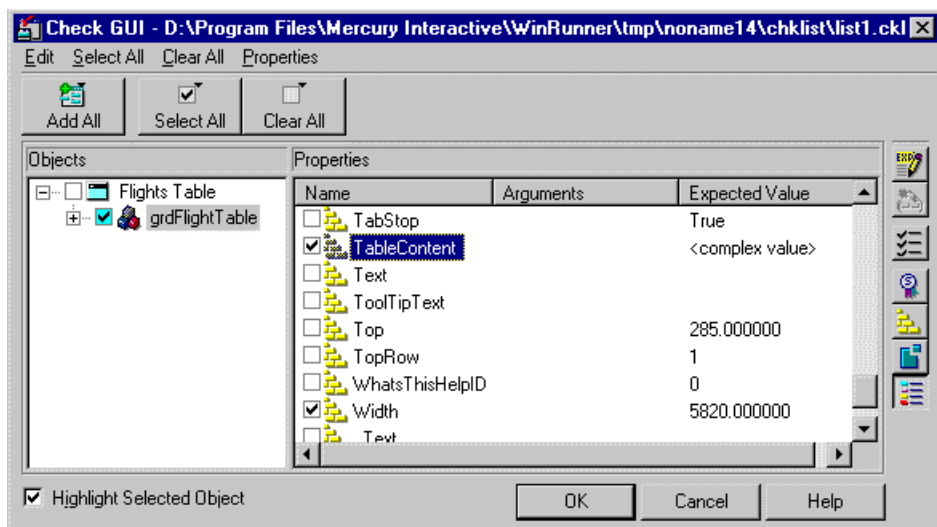 Check GUI - D:\Program Files\Mercury Interactive\WinRunner\tmp\noname14\chklist\list1.ckl
Edit Select All Clear All Properties
Add All Select All Clear All
Objects Properties
Flights Table
grdFlightTable
Name Arguments Expected Value
TabStop True
TableContent <complex value>
Text
ToolTipText
Top 285.000000
TopRow 1
WhatsThisHelpID 0
Width 5820.000000
_Text
Highlight Selected Object
OK Cancel Help